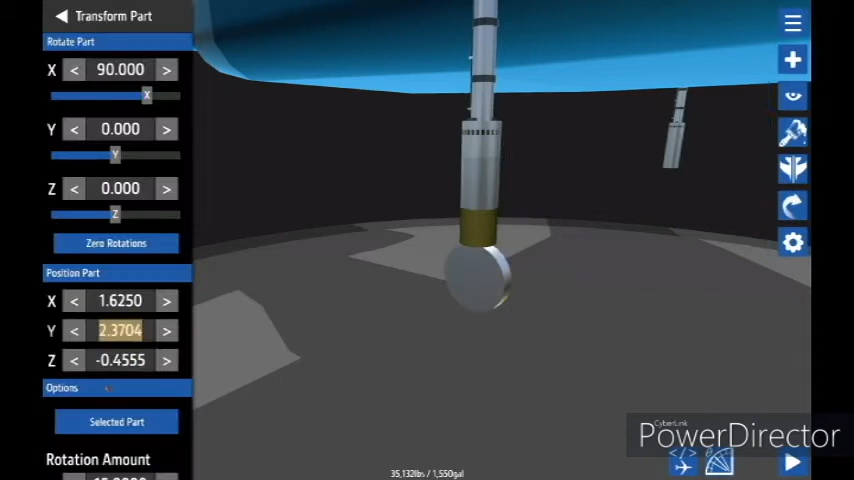 Transform Part
Rotate Part
X < 90.000 >
X
Y < 0.000 >
Y
Z < 0.000 >
Z
Zero Rotations
Position Part
X < 1.6250 >
Y < 2.3704 >
Z < -0.4555 >
Options
Selected Part
Rotation Amount
35,132lbs / 1,550gal
CyberLink
PowerDirector